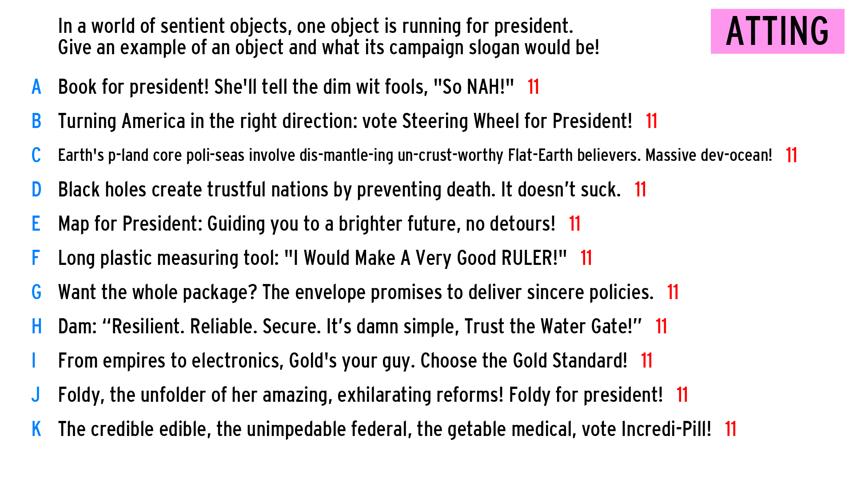 In a world of sentient objects, one object is running for president.
Give an example of an object and what its campaign slogan would be!
ATTING
A Book for president! She'll tell the dim wit fools, "So NAH!" 11
B Turning America in the right direction: vote Steering Wheel for President! 11
C Earth's p-land core poli-seas involve dis-mantle-ing un-crust-worthy Flat-Earth believers. Massive dev-ocean! 11
D Black holes create trustful nations by preventing death. It doesn’t suck. 11
E Map for President: Guiding you to a brighter future, no detours! 11
F Long plastic measuring tool: "I Would Make A Very Good RULER!" 11
G Want the whole package? The envelope promises to deliver sincere policies. 11
H Dam: “Resilient. Reliable. Secure. It’s damn simple, Trust the Water Gate!” 11
I From empires to electronics, Gold's your guy. Choose the Gold Standard! 11
J Foldy, the unfolder of her amazing, exhilarating reforms! Foldy for president! 11
K The credible edible, the unimpedable federal, the getable medical, vote Incredi-Pill! 11